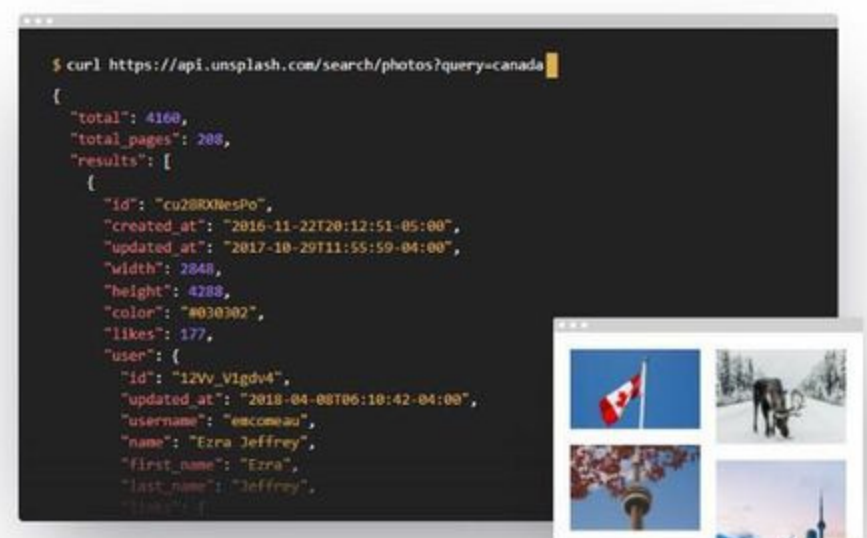 $ curl https://api.unsplash.com/search/photos?query=canada
{
"total": 4160,
"total_pages": 208,
"results": [
{
"id": "cu28RXNesPo",
"created_at": "2016-11-22T20:12:51-05:00",
"updated_at": "2017-10-29T11:55:59-04:00",
"width": 2848,
"height": 4288,
"color": "#030302",
"likes": 177,
"user": {
"id": "12Vv_V1gdv4",
"updated_at": "2018-04-08T06:10:42-04:00",
"username": "emcomeau",
"name": "Ezra Jeffrey",
"first_name": "Ezra",
"last_name": "Jeffrey",
"links": {